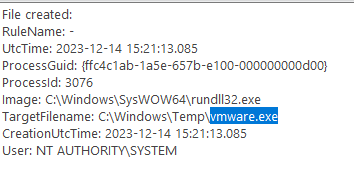 File created:
RuleName: -
UtcTime: 2023-12-14 15:21:13.085
ProcessGuid: {ffc4c1ab-1a5e-657b-e100-000000000d00}
ProcessId: 3076
Image: C:\Windows\SysWOW64\rundll32.exe
TargetFilename: C:\Windows\Temp\vmware.exe
CreationUtcTime: 2023-12-14 15:21:13.085
User: NT AUTHORITY\SYSTEM